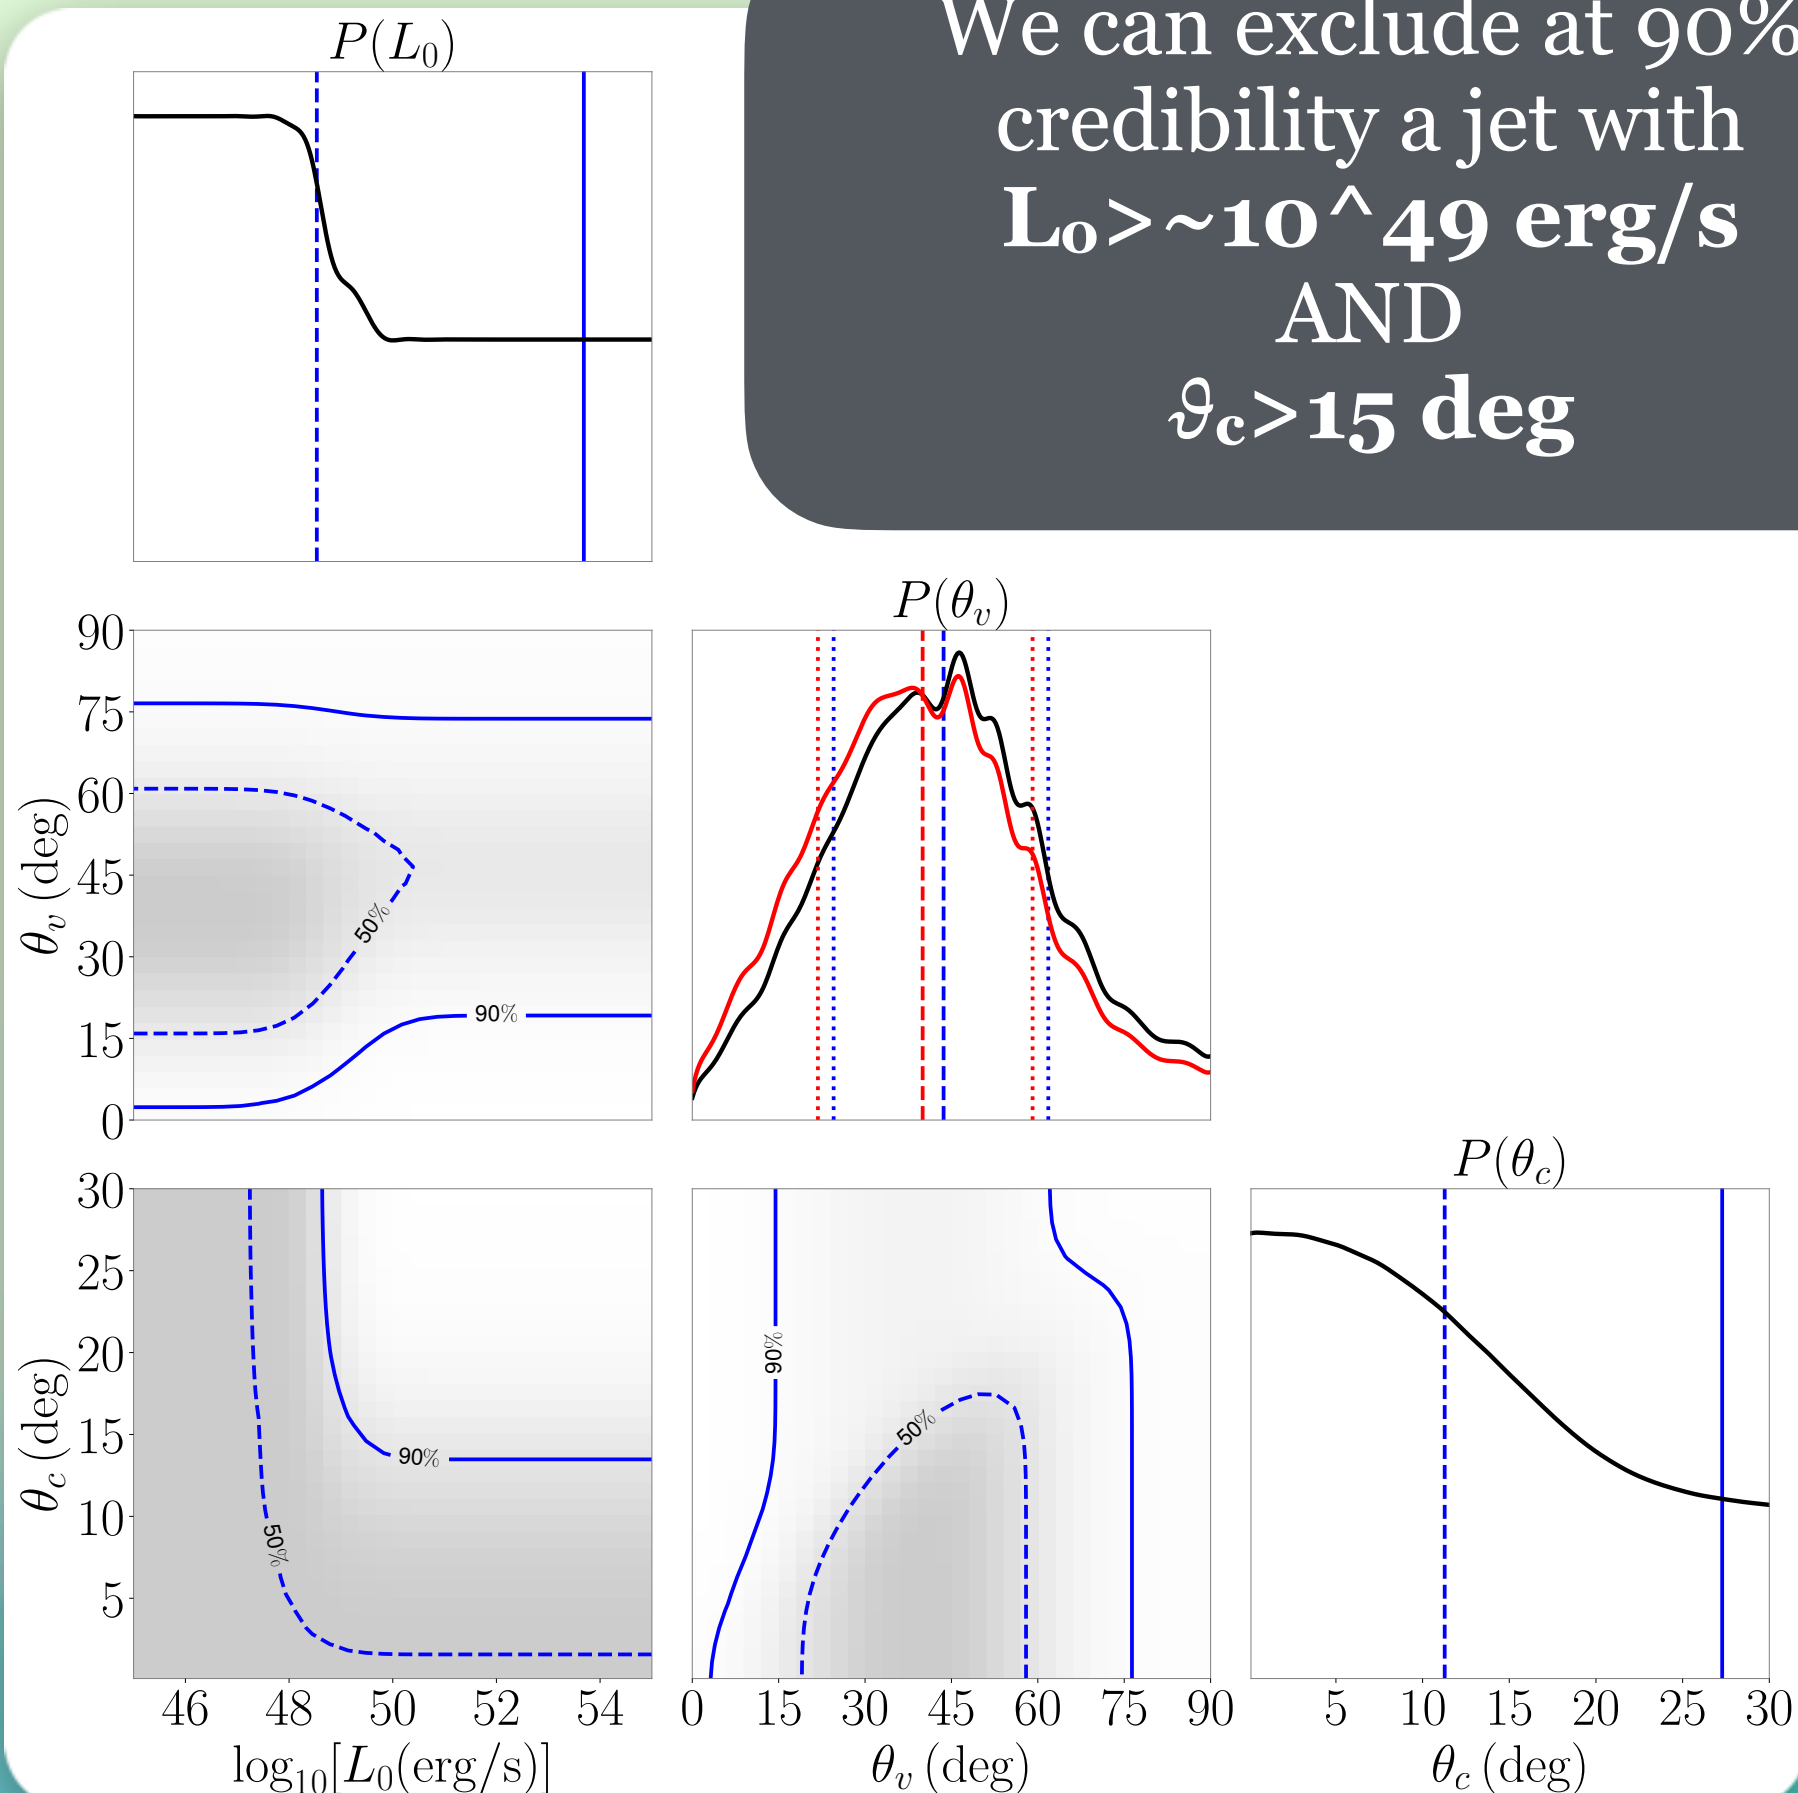 P(L₀)
We can exclude at 90%
credibility a jet with
L₀>~10^49 erg/s
AND
ϑc>15 deg
P(θᵥ)
90
75
60
45
30
15
0
θᵥ (deg)
50%
90%
P(θc)
30
25
20
15
10
5
θc (deg)
90%
50%
90%
50%
46 48 50 52 54
0 15 30 45 60 75 90
5 10 15 20 25 30
log₁₀[L₀(erg/s)]
θᵥ (deg)
θc (deg)